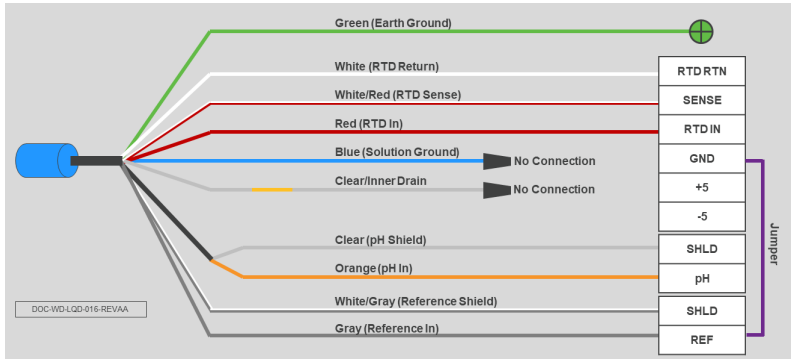 Green (Earth Ground)
White (RTD Return)
RTD RTN
White/Red (RTD Sense)
SENSE
Red (RTD In)
RTD IN
Blue (Solution Ground)
No Connection
GND
Clear/Inner Drain
No Connection
+5
-5
Clear (pH Shield)
SHLD
Orange (pH In)
pH
White/Gray (Reference Shield)
SHLD
Gray (Reference In)
REF
Jumper
DOC-WD-LQD-016-REVAA